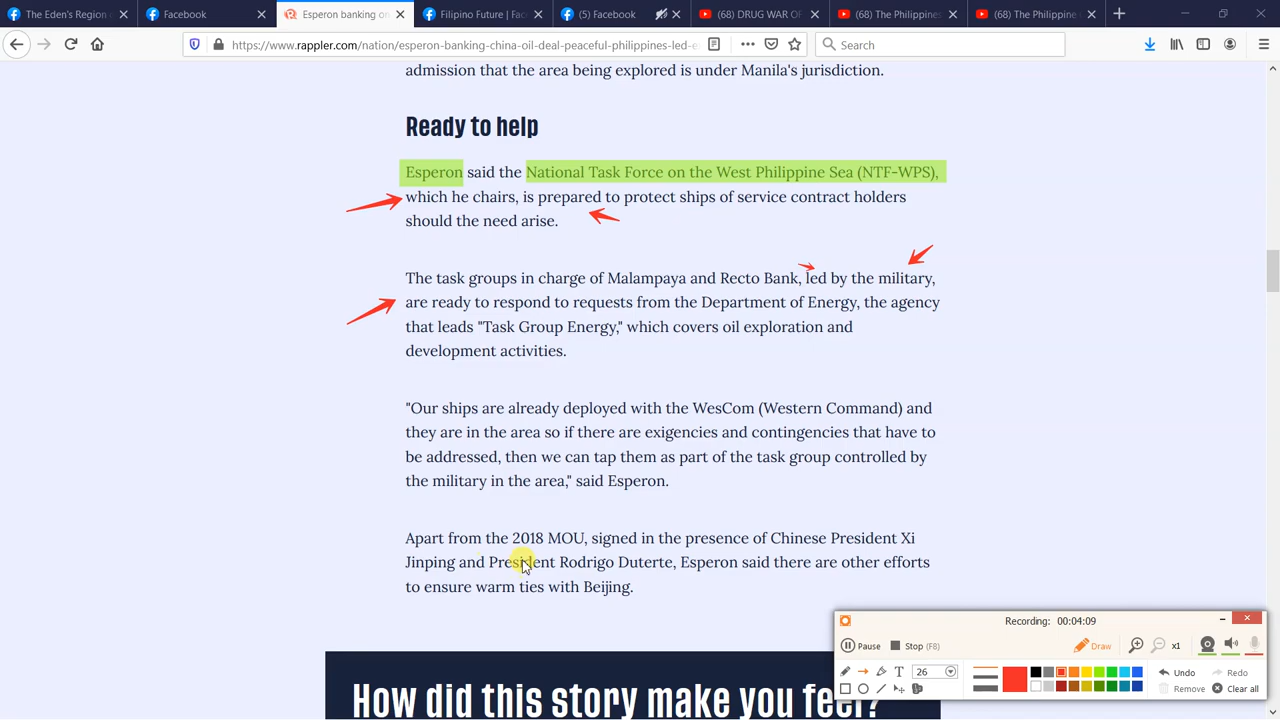 The Eden's Region
Facebook
Esperon banking on
Filipino Future | Fac
(5) Facebook
(68) DRUG WAR OF
(68) The Philippines
(68) The Philippine
https://www.rappler.com/nation/esperon-banking-china-oil-deal-peaceful-philippines-led-e
Search
admission that the area being explored is under Manila's jurisdiction.
Ready to help
Esperon said the National Task Force on the West Philippine Sea (NTF-WPS),
which he chairs, is prepared to protect ships of service contract holders
should the need arise.
The task groups in charge of Malampaya and Recto Bank, led by the military,
are ready to respond to requests from the Department of Energy, the agency
that leads "Task Group Energy," which covers oil exploration and
development activities.
"Our ships are already deployed with the WesCom (Western Command) and
they are in the area so if there are exigencies and contingencies that have to
be addressed, then we can tap them as part of the task group controlled by
the military in the area," said Esperon.
Apart from the 2018 MOU, signed in the presence of Chinese President Xi
Jinping and President Rodrigo Duterte, Esperon said there are other efforts
to ensure warm ties with Beijing.
How did this story make you feel?
Recording: 00:04:09
Pause Stop (F8) Draw x1
T 26 Undo Redo
Remove Clear all